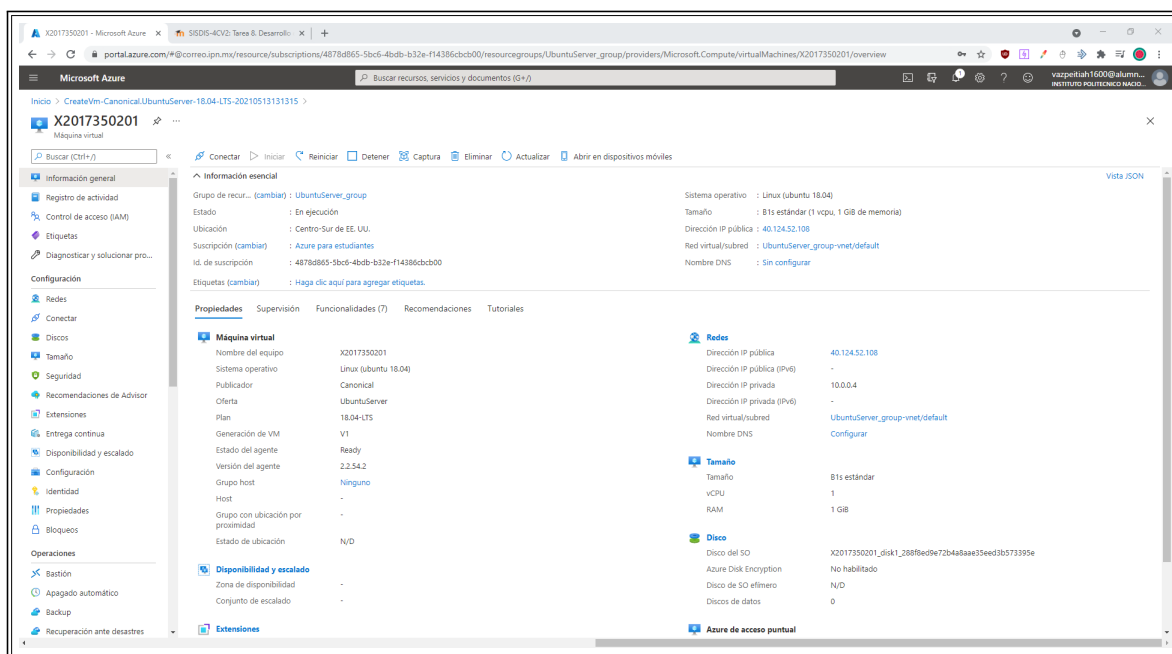 X2017350201 - Microsoft Azure
SISDIS-4CV2: Tarea 8. Desarrollo
portal.azure.com/#@correo.ipn.mx/resource/subscriptions/4878d865-5bc6-4bdb-b32e-f14386cbcb00/resourcegroups/UbuntuServer_group/providers/Microsoft.Compute/virtualMachines/X2017350201/overview
Microsoft Azure
Buscar recursos, servicios y documentos (G+/)
1
vazpeitiah1600@alumn...
INSTITUTO POLITECNICO NACIO...
Inicio > CreateVm-Canonical.UbuntuServer-18.04-LTS-20210513131315 >
X2017350201
Máquina virtual
Buscar (Ctrl+/)
Información general
Registro de actividad
Control de acceso (IAM)
Etiquetas
Diagnosticar y solucionar pro...
Configuración
Redes
Conectar
Discos
Tamaño
Seguridad
Recomendaciones de Advisor
Extensiones
Entrega continua
Disponibilidad y escalado
Configuración
Identidad
Propiedades
Bloqueos
Operaciones
Bastión
Apagado automático
Backup
Recuperación ante desastres
Conectar Iniciar Reiniciar Detener Captura Eliminar Actualizar Abrir en dispositivos móviles
Información esencial
Vista JSON
Grupo de recur... (cambiar) : UbuntuServer_group
Estado : En ejecución
Ubicación : Centro-Sur de EE. UU.
Suscripción (cambiar) : Azure para estudiantes
Id. de suscripción : 4878d865-5bc6-4bdb-b32e-f14386cbcb00
Etiquetas (cambiar) : Haga clic aquí para agregar etiquetas.
Sistema operativo : Linux (ubuntu 18.04)
Tamaño : B1s estándar (1 vcpu, 1 GiB de memoria)
Dirección IP pública : 40.124.52.108
Red virtual/subred : UbuntuServer_group-vnet/default
Nombre DNS : Sin configurar
Propiedades Supervisión Funcionalidades (7) Recomendaciones Tutoriales
Máquina virtual
Nombre del equipo X2017350201
Sistema operativo Linux (ubuntu 18.04)
Publicador Canonical
Oferta UbuntuServer
Plan 18.04-LTS
Generación de VM V1
Estado del agente Ready
Versión del agente 2.2.54.2
Grupo host Ninguno
Host -
Grupo con ubicación por proximidad -
Estado de ubicación N/D
Disponibilidad y escalado
Zona de disponibilidad -
Conjunto de escalado -
Extensiones
Redes
Dirección IP pública 40.124.52.108
Dirección IP pública (IPv6) -
Dirección IP privada 10.0.0.4
Dirección IP privada (IPv6) -
Red virtual/subred UbuntuServer_group-vnet/default
Nombre DNS Configurar
Tamaño
Tamaño B1s estándar
vCPU 1
RAM 1 GiB
Disco
Disco del SO X2017350201_disk1_288f8ed9e72b4a8aae35eed3b573395e
Azure Disk Encryption No habilitado
Disco de SO efímero N/D
Discos de datos 0
Azure de acceso puntual